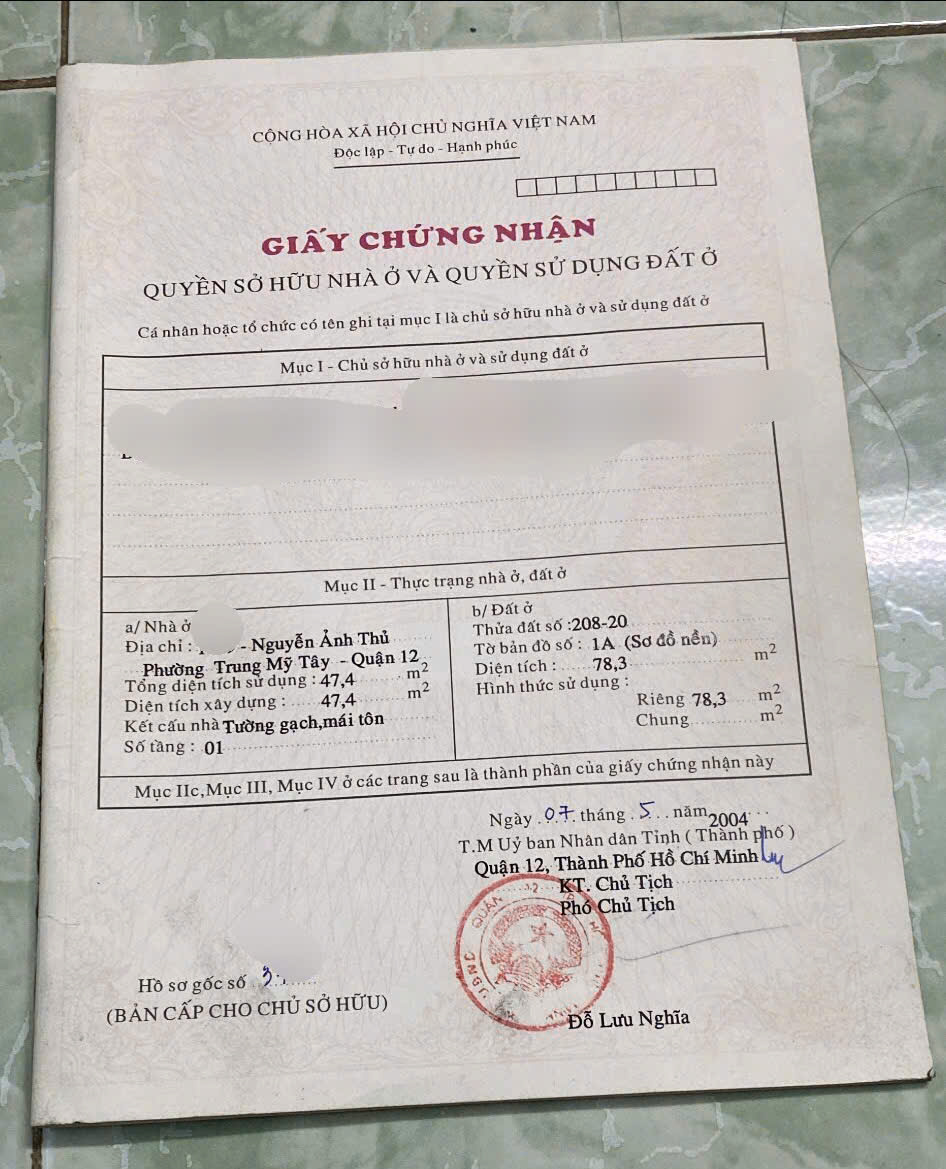 CỘNG HÒA XÃ HỘI CHỦ NGHĨA VIỆT NAM
Độc lập - Tự do - Hạnh phúc
GIẤY CHỨNG NHẬN
QUYỀN SỞ HỮU NHÀ Ở VÀ QUYỀN SỬ DỤNG ĐẤT Ở
Cá nhân hoặc tổ chức có tên ghi tại mục I là chủ sở hữu nhà ở và sử dụng đất ở
Mục I - Chủ sở hữu nhà ở và sử dụng đất ở
Mục II - Thực trạng nhà ở, đất ở
a/ Nhà ở
Địa chỉ : - Nguyễn Ảnh Thủ
Phường Trung Mỹ Tây - Quận 12
Tổng diện tích sử dụng : 47,4 m2
Diện tích xây dựng : 47,4 m2
Kết cấu nhà Tường gạch,mái tôn
Số tầng : 01
b/ Đất ở
Thửa đất số :208-20
Tờ bản đồ số : 1A (Sơ đồ nền)
Diện tích : 78,3 m2
Hình thức sử dụng :
Riêng 78,3 m2
Chung m2
Mục IIc,Mục III, Mục IV ở các trang sau là thành phần của giấy chứng nhận này
Ngày 07 tháng 5 năm 2004
T.M Uỷ ban Nhân dân Tỉnh ( Thành phố )
Quận 12, Thành Phố Hồ Chí Minh
KT. Chủ Tịch
Phó Chủ Tịch
U.B.N.D QUẬN 12
Hồ sơ gốc số 3
(BẢN CẤP CHO CHỦ SỞ HỮU)
Đỗ Lưu Nghĩa